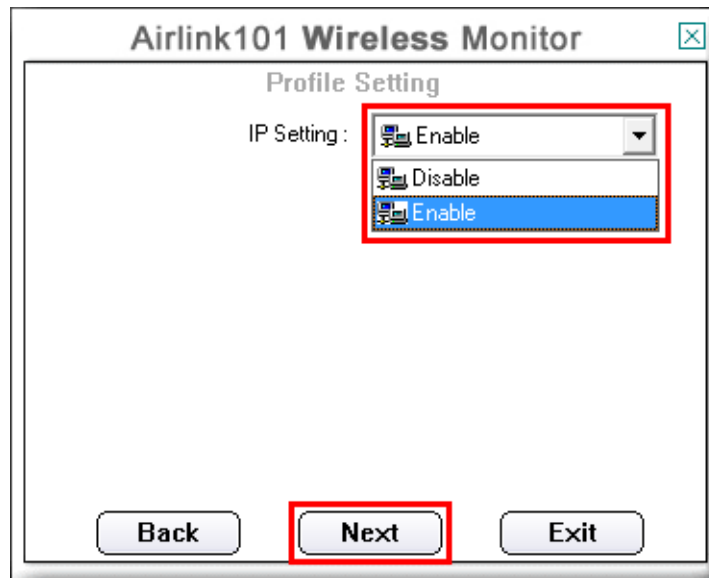 Airlink101 Wireless Monitor
Profile Setting
IP Setting : Enable
Disable
Enable
Back Next Exit